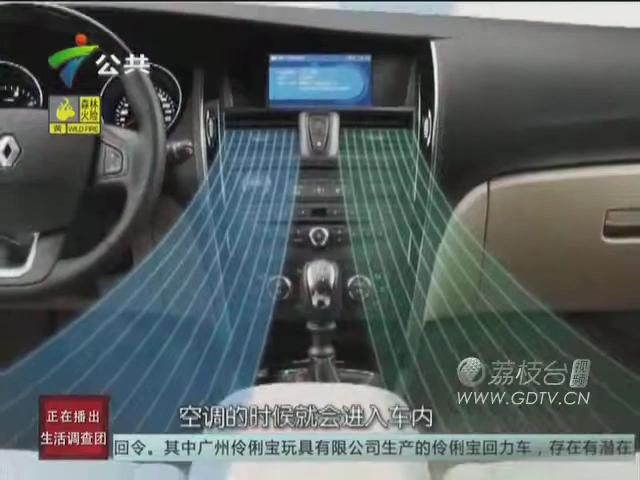 公共
森林
火险
黄 WILD FIRE
荔枝台 视频
WWW.GDTV.CN
空调的时候就会进入车内
正在播出
生活调查团
回令。其中广州伶俐宝玩具有限公司生产的伶俐宝回力车，存在有潜在